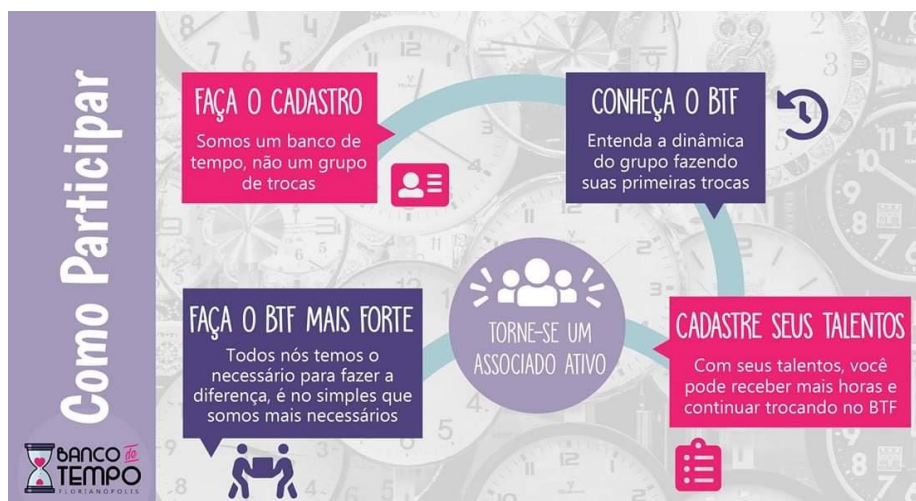 Como Participar
FAÇA O CADASTRO
Somos um banco de
tempo, não um grupo
de trocas
CONHEÇA O BTF
Entenda a dinâmica
do grupo fazendo
suas primeiras trocas
CADASTRE SEUS TALENTOS
Com seus talentos, você
pode receber mais horas e
continuar trocando no BTF
TORNE-SE UM
ASSOCIADO ATIVO
FAÇA O BTF MAIS FORTE
Todos nós temos o
necessário para fazer a
diferença, é no simples que
somos mais necessários
BANCO de
TEMPO
FLORIANÓPOLIS